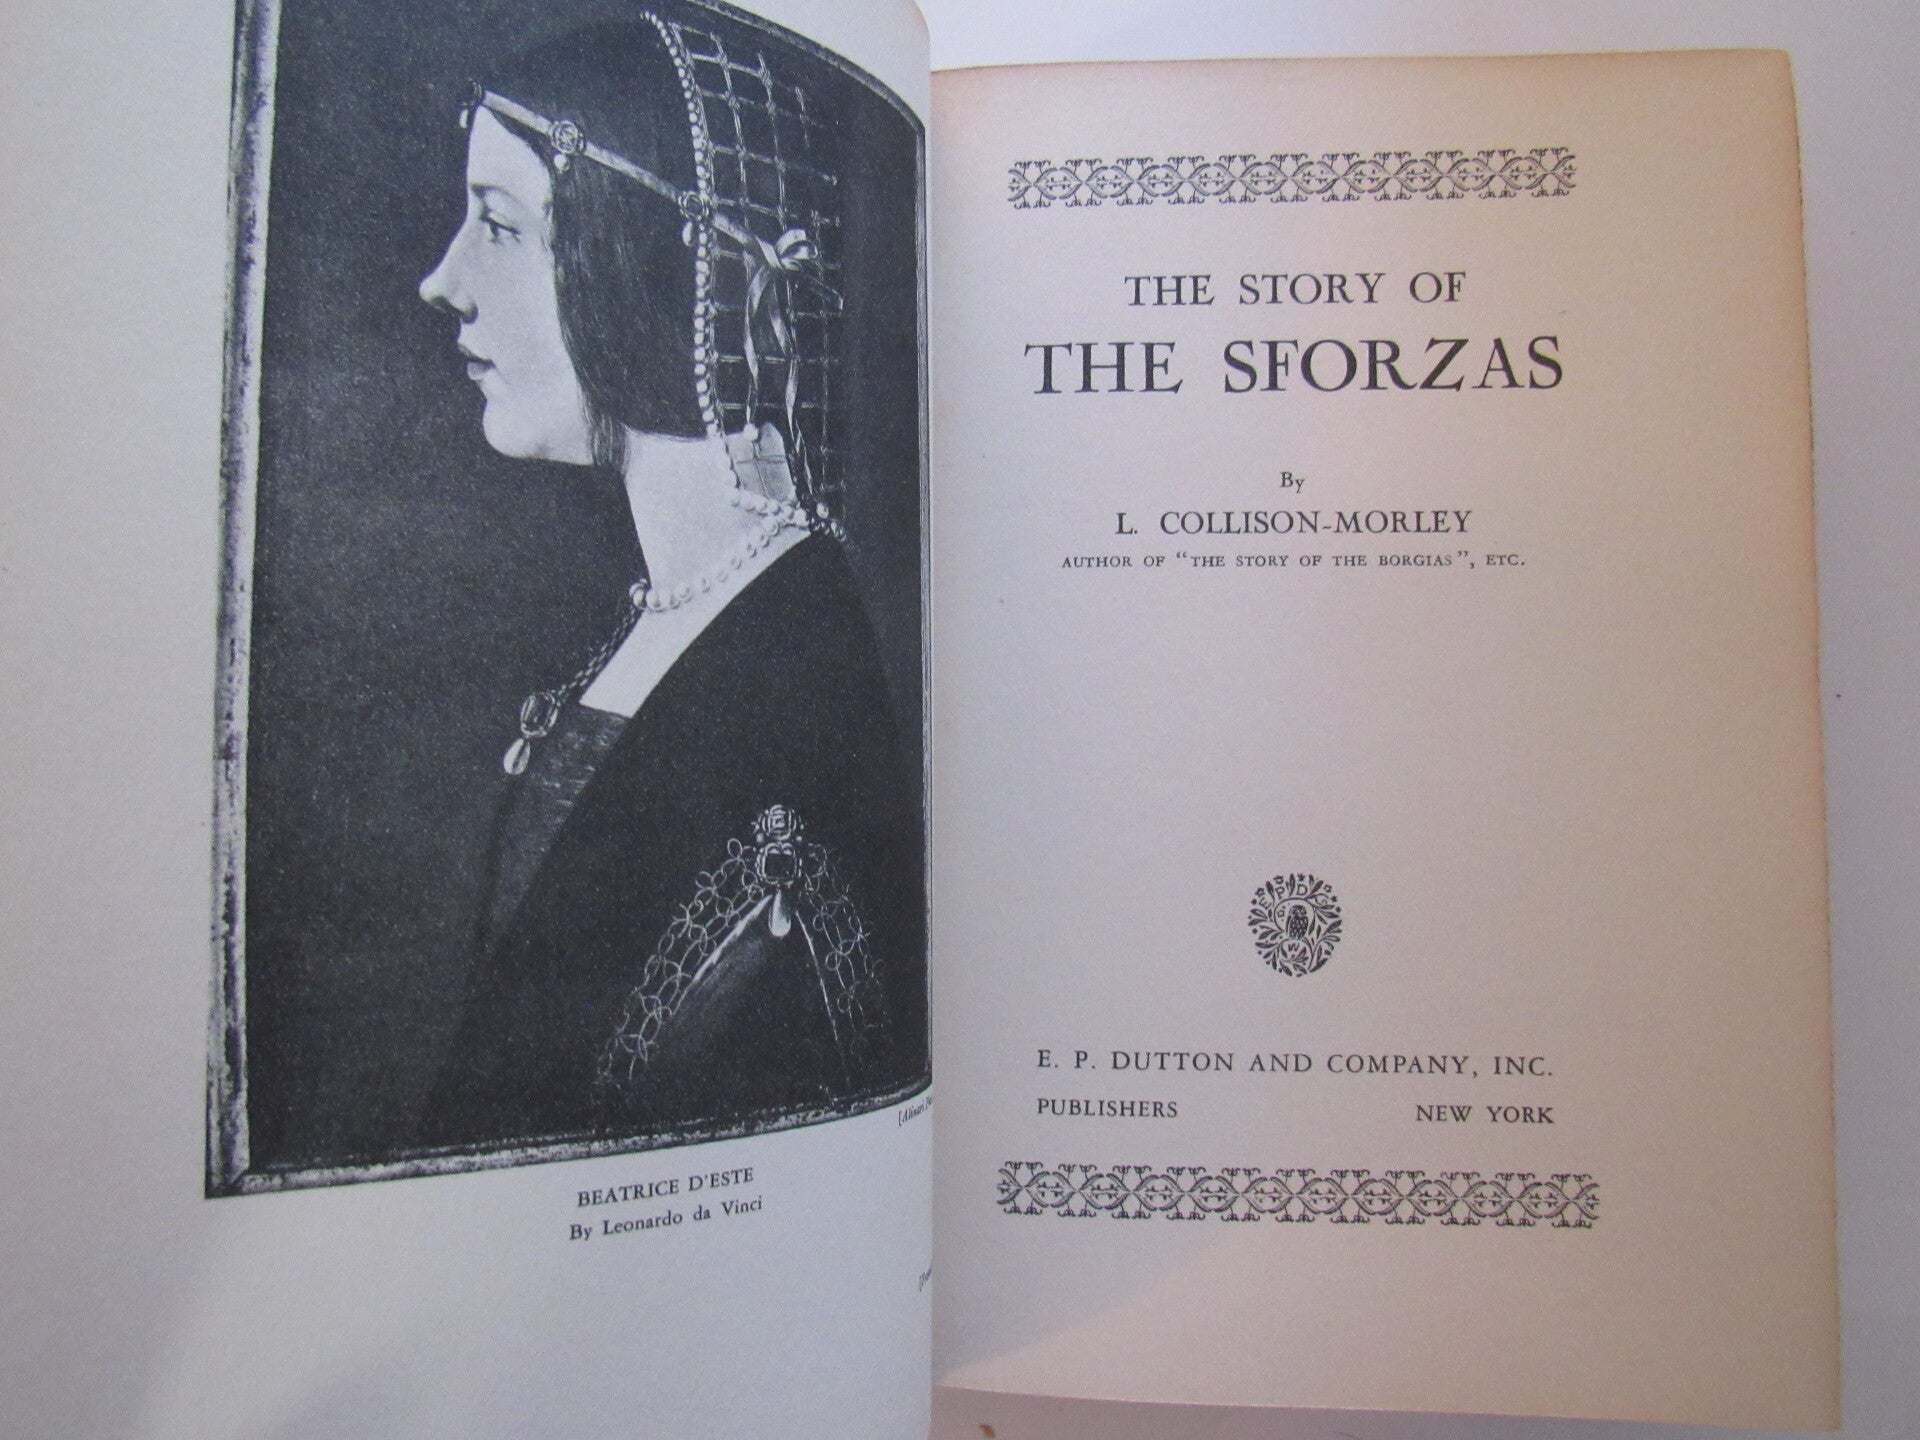 [Alinari
BEATRICE D'ESTE
By Leonardo da Vinci
THE STORY OF
THE SFORZAS
By
L. COLLISON-MORLEY
AUTHOR OF "THE STORY OF THE BORGIAS", ETC.
E. P. DUTTON AND COMPANY, INC.
PUBLISHERS NEW YORK